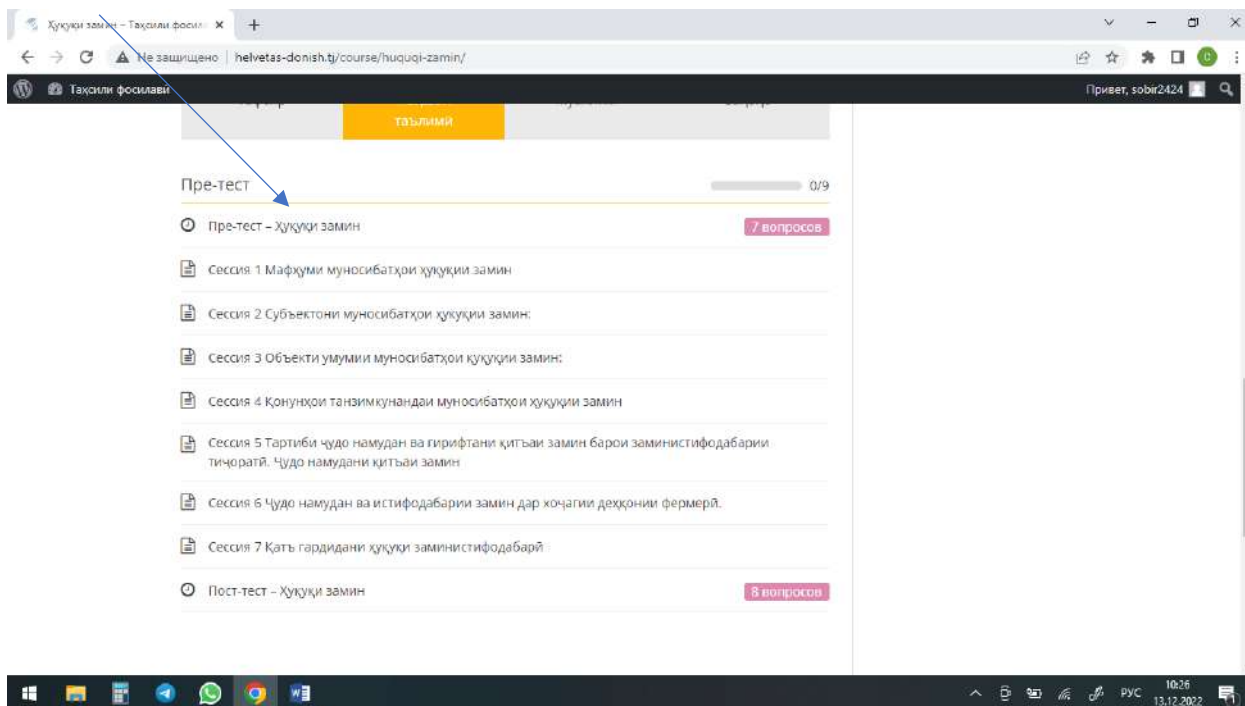 Ҳуқуқи замин – Таҳсили фосил
Не защищено
helvetas-donish.tj/course/huquqi-zamin/
Таҳсили фосилавӣ
Привет, sobir2424
таълимӣ
Пре-тест
0/9
Пре-тест – Ҳуқуқи замин
7 вопросов
Сессия 1 Мафҳуми муносибатҳои ҳуқуқии замин
Сессия 2 Субъектони муносибатҳои ҳуқуқии замин:
Сессия 3 Объекти умумии муносибатҳои ҳуқуқии замин:
Сессия 4 Қонунҳои танзимкунандаи муносибатҳои ҳуқуқии замин
Сессия 5 Тартиби ҷудо намудан ва гирифтани қитъаи замин барои заминистифодабарии
тиҷоратӣ. Ҷудо намудани қитъаи замин
Сессия 6 Ҷудо намудан ва истифодабарии замин дар хоҷагии деҳқонии фермерӣ.
Сессия 7 Қатъ гардидани ҳуқуқи заминистифодабарӣ
Пост-тест – Ҳуқуқи замин
8 вопросов
РУС
10:26
13.12.2022